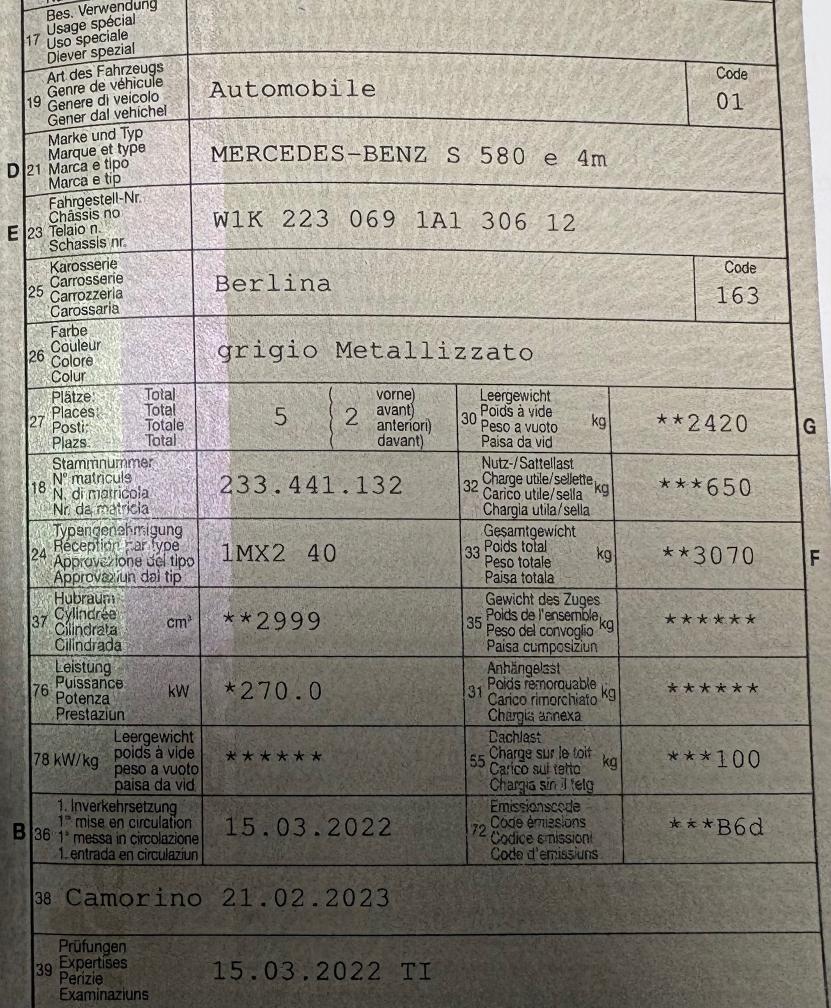 17 Bes. Verwendung
Usage spécial
Uso speciale
Diever spezial
19 Art des Fahrzeugs
Genre de véhicule
Genere di veicolo
Gener dal vehichel
Automobile
Code
01
D 21 Marke und Typ
Marque et type
Marca e tipo
Marca e tip
MERCEDES-BENZ S 580 e 4m
E 23 Fahrgestell-Nr.
Châssis no
Telaio n.
Schassis nr.
W1K 223 069 1A1 306 12
25 Karosserie
Carrosserie
Carrozzeria
Carossaria
Berlina
Code
163
26 Farbe
Couleur
Colore
Colur
grigio Metallizzato
27 Plätze: Total
Places: Total
Posti: Totale
Plazs: Total
5 ( 2 vorne)
avant)
anteriori)
davant)
30 Leergewicht
Poids à vide
Peso a vuoto
Paisa da vid
kg
**2420
G
18 Stammnummer
N° matricule
N. di matricola
Nr. da matricla
233.441.132
32 Nutz-/Sattellast
Charge utile/sellette
Carico utile/sella
Chargia utila/sella
kg
***650
24 Typengenehmigung
Réception par type
Approvazione del tipo
Approvaziun dal tip
1MX2 40
33 Gesamtgewicht
Poids total
Peso totale
Paisa totala
kg
**3070
F
37 Hubraum
Cylindrée
Cilindrata
Cilindrada
cm³
**2999
35 Gewicht des Zuges
Poids de l'ensemble
Peso del convoglio
Paisa cumposiziun
kg
******
76 Leistung
Puissance
Potenza
Prestaziun
kW
*270.0
31 Anhängelast
Poids remorquable
Carico rimorchiato
Chargia annexa
kg
******
78 kW/kg Leergewicht
poids à vide
peso a vuoto
paisa da vid
******
55 Dachlast
Charge sur le toit
Carico sul tetto
Chargia sin il tetg
kg
***100
B 36 1. Inverkehrsetzung
1re mise en circulation
1a messa in circolazione
1. entrada en circulaziun
15.03.2022
72 Emissionscode
Code émissions
Codice emissioni
Code d'emissiuns
***B6d
38 Camorino 21.02.2023
39 Prüfungen
Expertises
Perizie
Examinaziuns
15.03.2022 TI